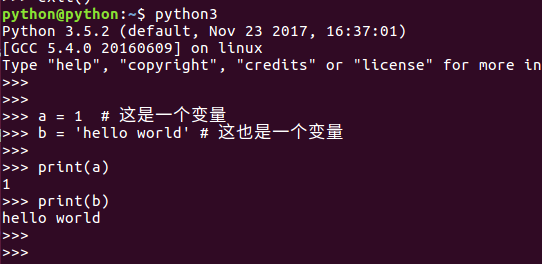 python@python:~$ python3
Python 3.5.2 (default, Nov 23 2017, 16:37:01)
[GCC 5.4.0 20160609] on linux
Type "help", "copyright", "credits" or "license" for more in
>>>
>>>
>>> a = 1  # 这是一个变量
>>> b = 'hello world' # 这也是一个变量
>>>
>>> print(a)
1
>>> print(b)
hello world
>>>
>>>